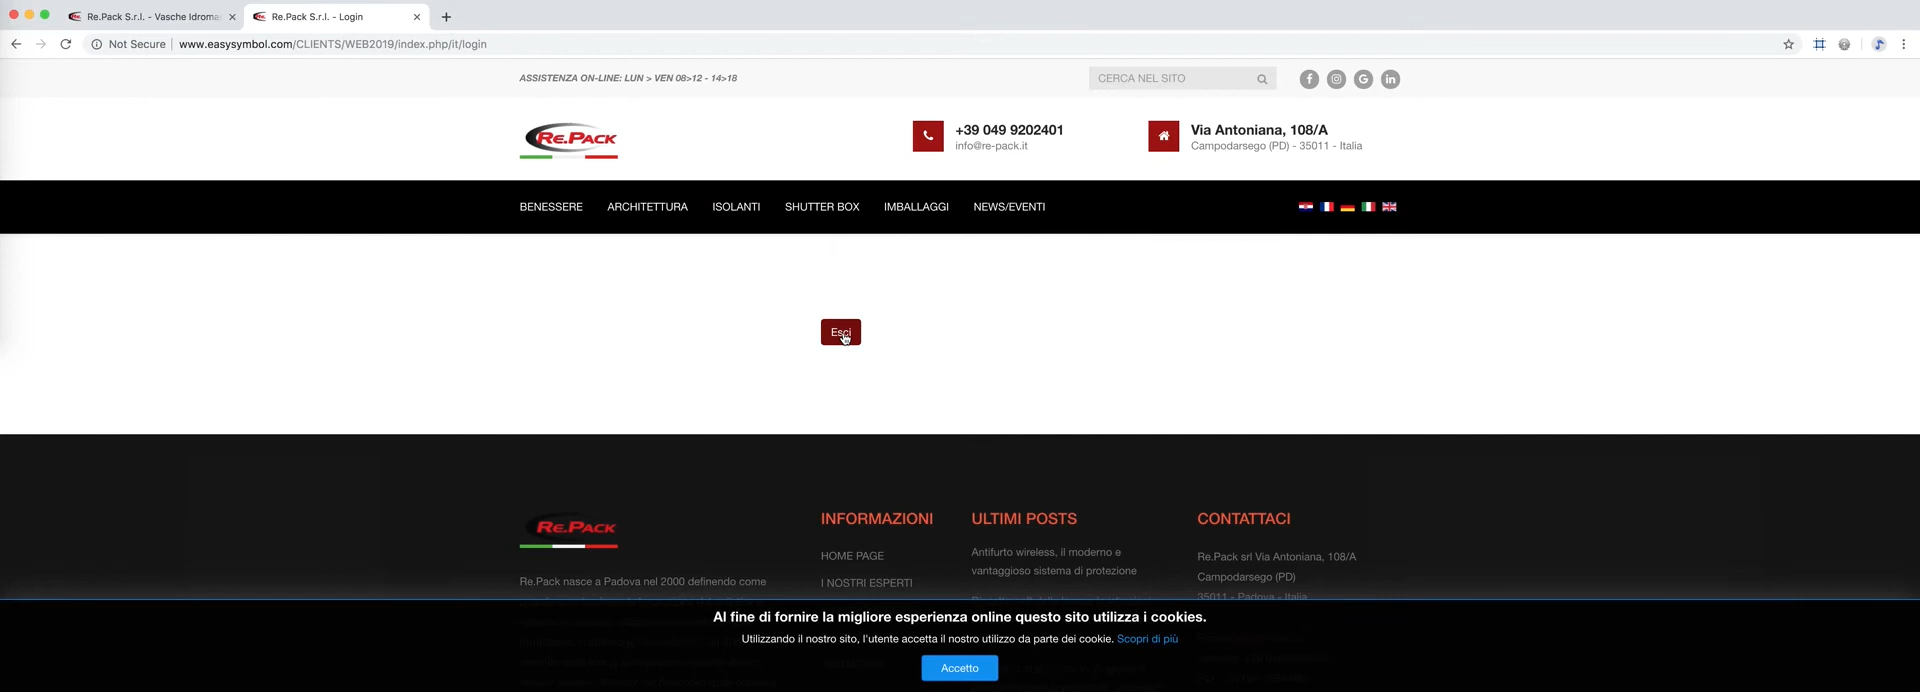 Re.Pack S.r.l. - Vasche Idromas
Re.Pack S.r.l. - Login
Not Secure
www.easysymbol.com/CLIENTS/WEB2019/index.php/it/login
ASSISTENZA ON-LINE: LUN > VEN 08>12 - 14>18
CERCA NEL SITO
RE.PACK
+39 049 9202401
info@re-pack.it
Via Antoniana, 108/A
Campodarsego (PD) - 35011 - Italia
BENESSERE
ARCHITETTURA
ISOLANTI
SHUTTER BOX
IMBALLAGGI
NEWS/EVENTI
Esci
RE.PACK
Re.Pack nasce a Padova nel 2000 definendo come
INFORMAZIONI
HOME PAGE
I NOSTRI ESPERTI
ULTIMI POSTS
Antifurto wireless, il moderno e
vantaggioso sistema di protezione
CONTATTACI
Re.Pack srl Via Antoniana, 108/A
Campodarsego (PD)
35011 - Padova - Italia
Al fine di fornire la migliore esperienza online questo sito utilizza i cookies.
Utilizzando il nostro sito, l'utente accetta il nostro utilizzo da parte dei cookie. Scopri di più
Accetto